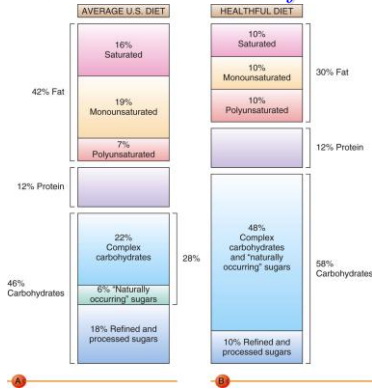 AVERAGE U.S. DIET
16%
Saturated
19%
Monounsaturated
7%
Polyunsaturated
42% Fat
12% Protein
22%
Complex
carbohydrates
6% "Naturally
occurring" sugars
28%
18% Refined and
processed sugars
46%
Carbohydrates
A
HEALTHFUL DIET
10%
Saturated
10%
Monounsaturated
10%
Polyunsaturated
30% Fat
12% Protein
48%
Complex
carbohydrates
and "naturally
occurring" sugars
10% Refined and
processed sugars
58%
Carbohydrates
B